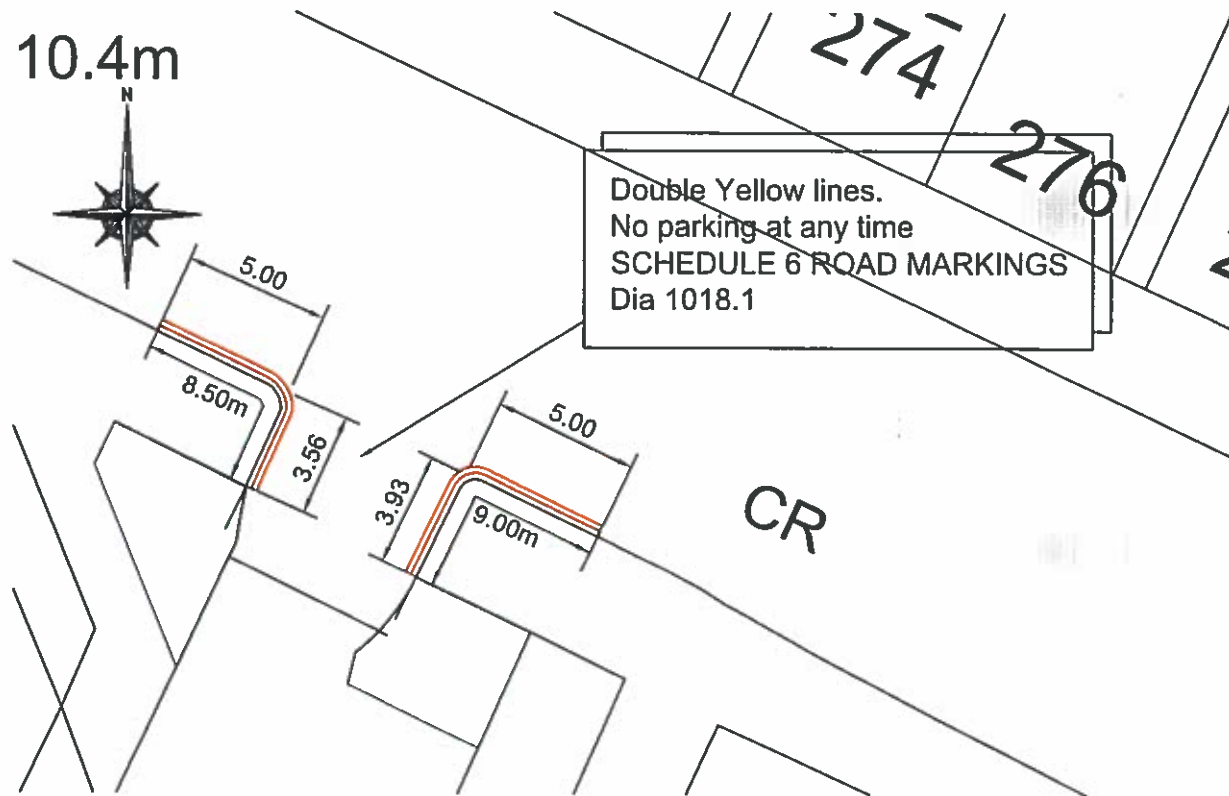 10.4m
N
274
276
Double Yellow lines.
No parking at any time
SCHEDULE 6 ROAD MARKINGS
Dia 1018.1
5.00
8.50m
3.56
5.00
3.93
9.00m
CR